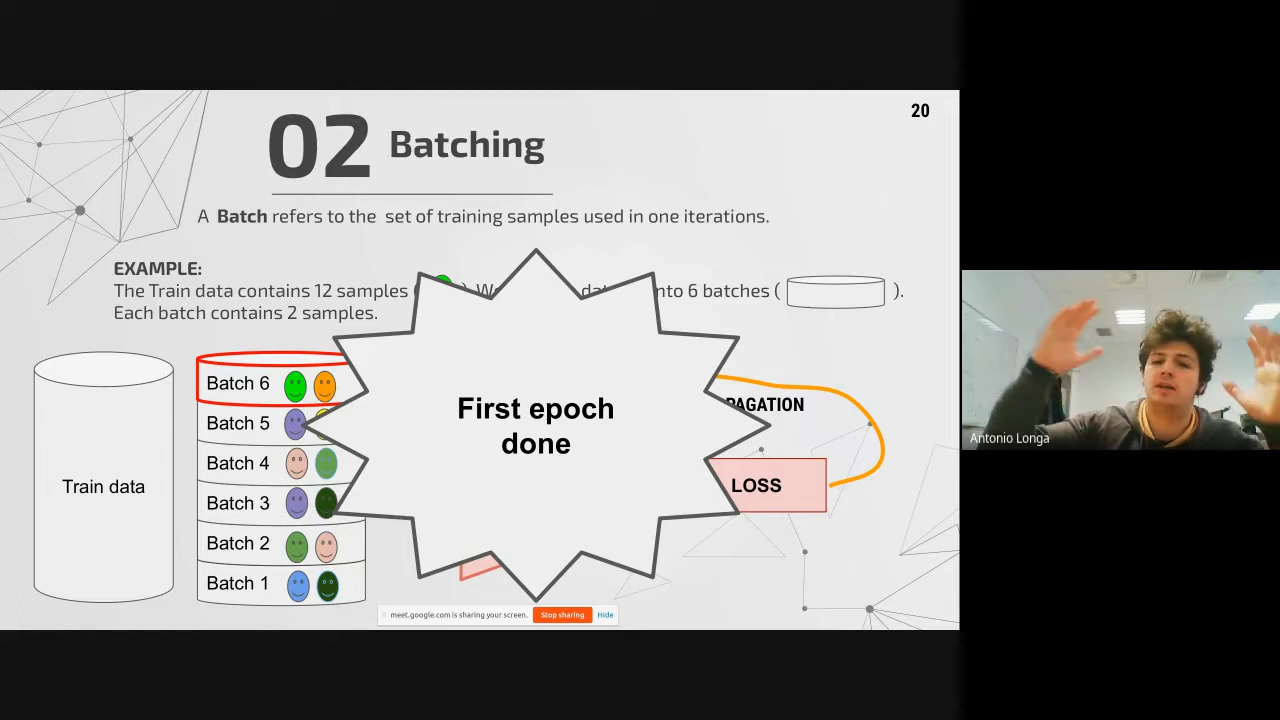 20
02 Batching
A Batch refers to the set of training samples used in one iterations.
EXAMPLE:
The Train data contains 12 samples ( ). W into 6 batches ( ).
Each batch contains 2 samples.
Train data
Batch 6
Batch 5
Batch 4
Batch 3
Batch 2
Batch 1
First epoch
done
PAGATION
LOSS
Antonio Longa
meet.google.com is sharing your screen. Stop sharing Hide